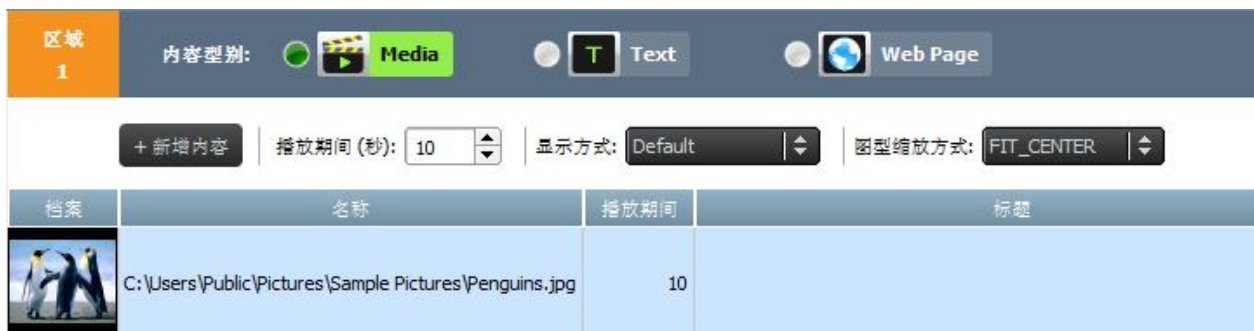 区域
1
内容型别: Media T Text Web Page
+ 新增内容 播放期间 (秒): 10 显示方式: Default 图型缩放方式: FIT_CENTER
档案 名称 播放期间 标题
C:\Users\Public\Pictures\Sample Pictures\Penguins.jpg 10